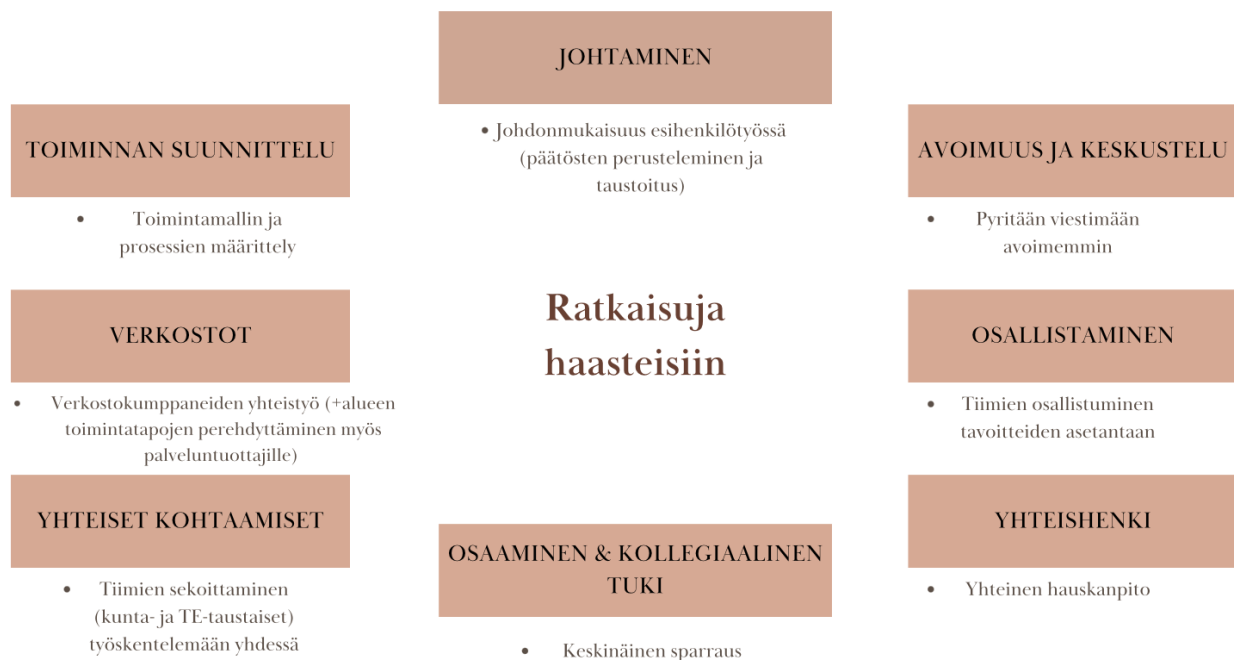 JOHTAMINEN
• Johdonmukaisuus esihenkilötyössä
(päätösten perusteleminen ja
taustoitus)
TOIMINNAN SUUNNITTELU
• Toimintamallin ja
prosessien määrittely
AVOIMUUS JA KESKUSTELU
• Pyritään viestimään
avoimemmin
Ratkaisuja
haasteisiin
VERKOSTOT
• Verkostokumppaneiden yhteistyö (+alueen
toimintatapojen perehdyttäminen myös
palveluntuottajille)
OSALLISTAMINEN
• Tiimien osallistuminen
tavoitteiden asetantaan
YHTEISET KOHTAAMISET
• Tiimien sekoittaminen
(kunta- ja TE-taustaiset)
työskentelemään yhdessä
OSAAMINEN & KOLLEGIAALINEN
TUKI
• Keskinäinen sparraus
YHTEISHENKI
• Yhteinen hauskanpito